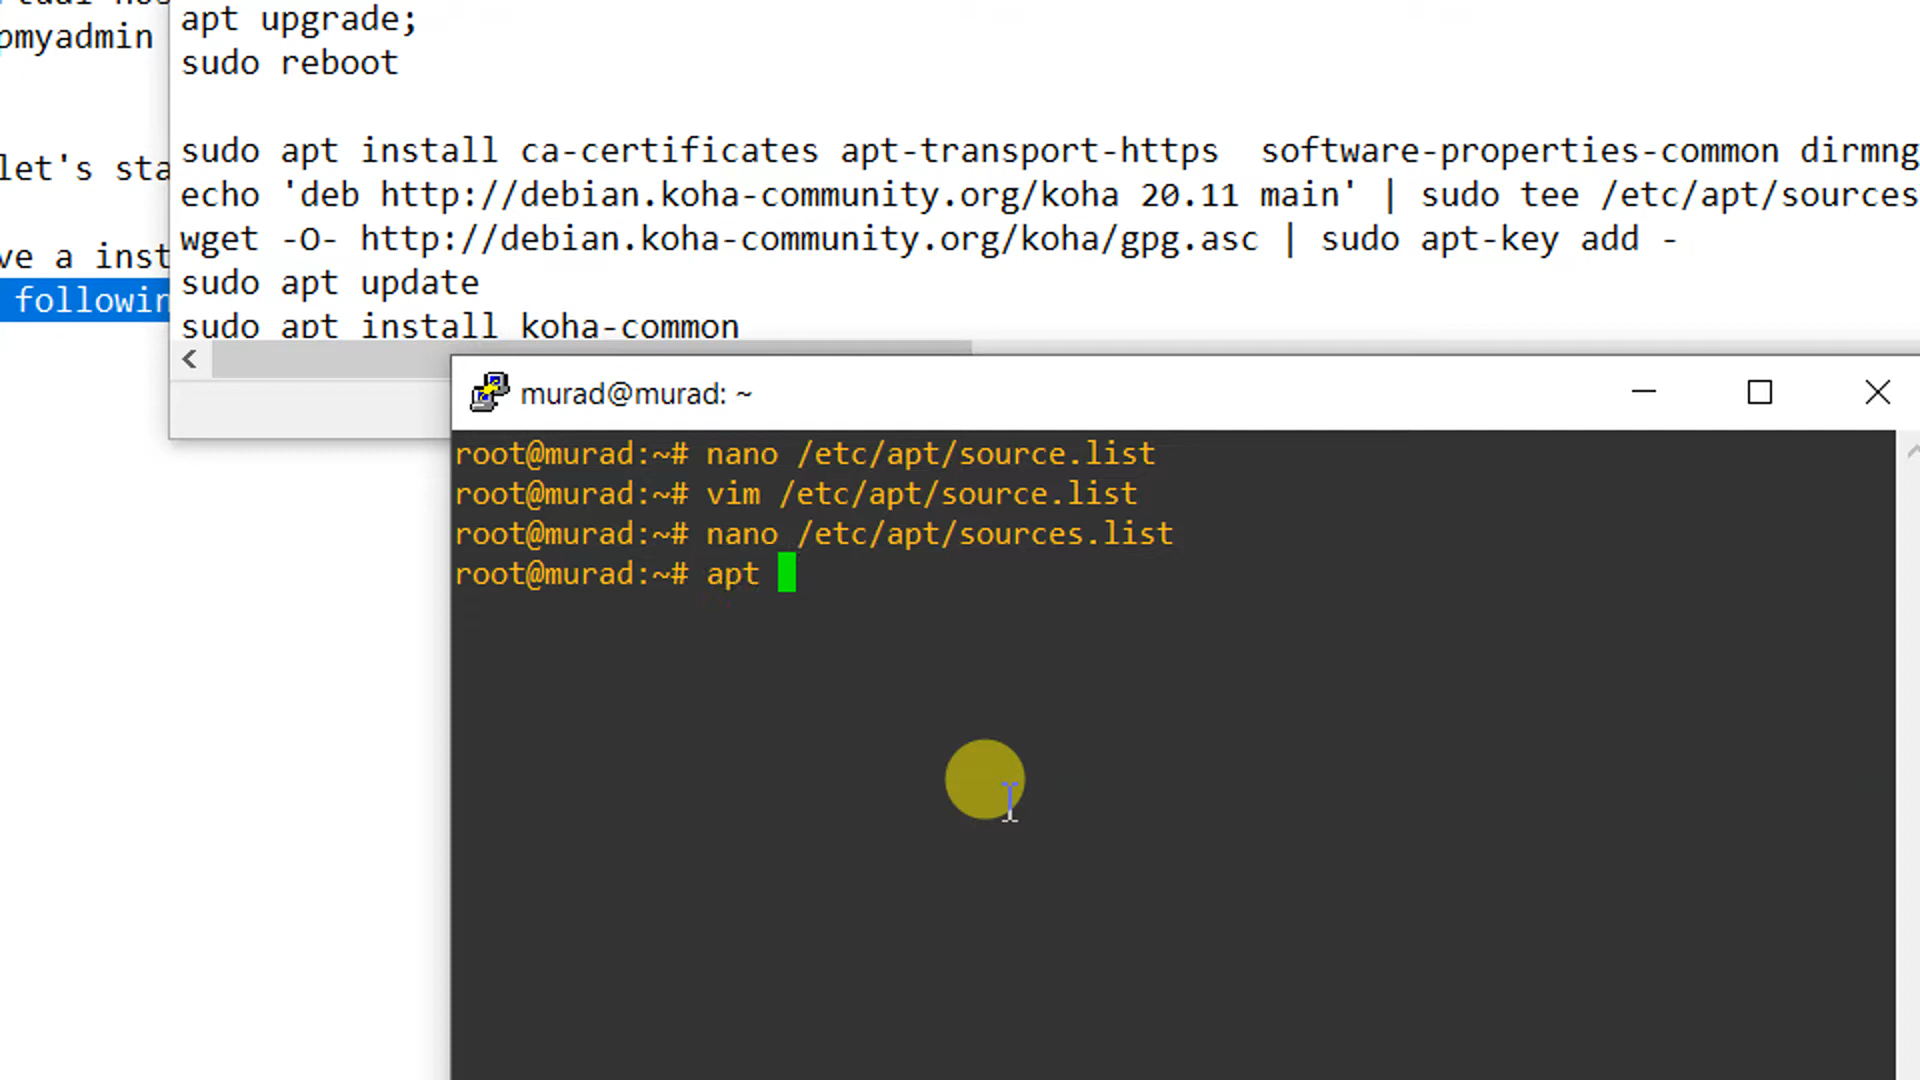 pmyadmin
let's sta
ve a inst
followin
apt upgrade;
sudo reboot
sudo apt install ca-certificates apt-transport-https  software-properties-common dirmng
echo 'deb http://debian.koha-community.org/koha 20.11 main' | sudo tee /etc/apt/sources
wget -O- http://debian.koha-community.org/koha/gpg.asc | sudo apt-key add -
sudo apt update
sudo apt install koha-common
murad@murad: ~
root@murad:~# nano /etc/apt/source.list
root@murad:~# vim /etc/apt/source.list
root@murad:~# nano /etc/apt/sources.list
root@murad:~# apt